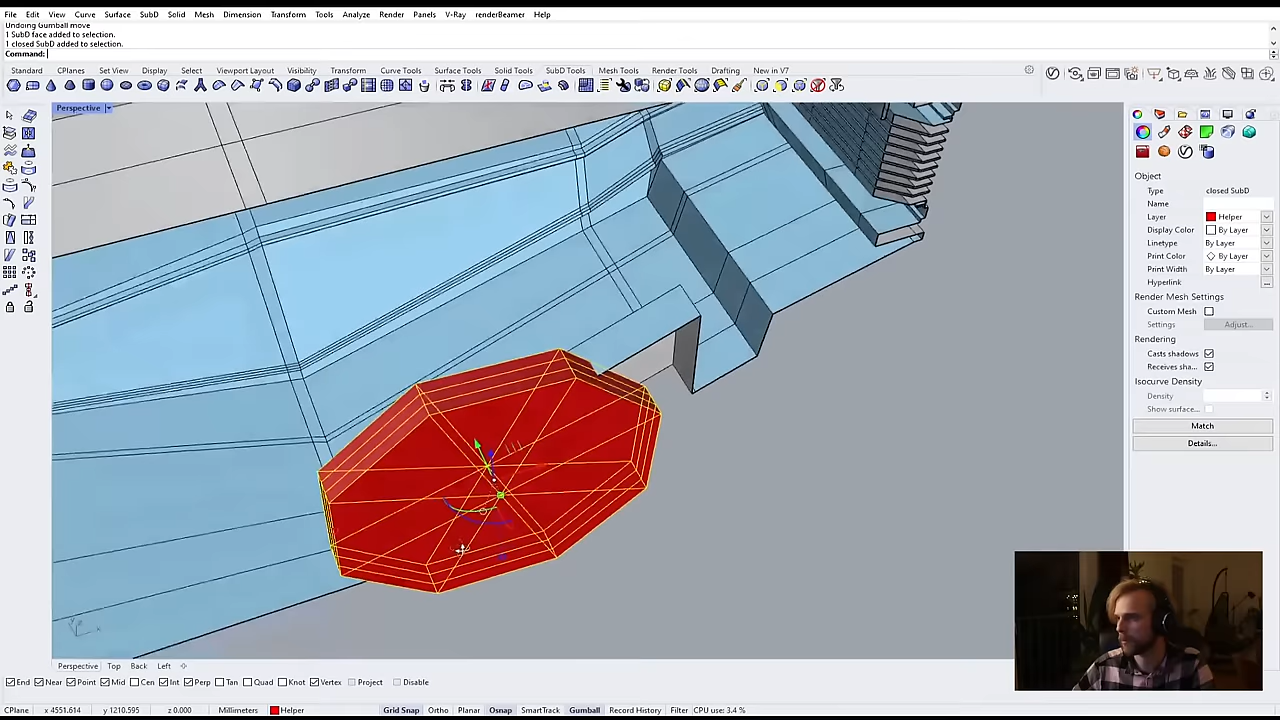 File Edit View Curve Surface SubD Solid Mesh Dimension Transform Tools Analyze Render Panels V-Ray renderBeamer Help
Undoing Gumball move
1 SubD face added to selection.
1 closed SubD added to selection.
Command:
Standard CPlanes Set View Display Select Viewport Layout Visibility Transform Curve Tools Surface Tools Solid Tools SubD Tools Mesh Tools Render Tools Drafting New in V7
Perspective
Object
Type closed SubD
Name
Layer Helper
Display Color By Layer
Linetype By Layer
Print Color By Layer
Print Width By Layer
Hyperlink ...
Render Mesh Settings
Custom Mesh
Settings Adjust...
Rendering
Casts shadows
Receives sha...
Isocurve Density
Density
Show surface...
Match
Details...
Perspective Top Back Left
End Near Point Mid Cen Int Perp Tan Quad Knot Vertex Project Disable
CPlane x 4551.614 y 1210.595 z 0.000 Millimeters Helper Grid Snap Ortho Planar Osnap SmartTrack Gumball Record History Filter CPU use: 3.4 %